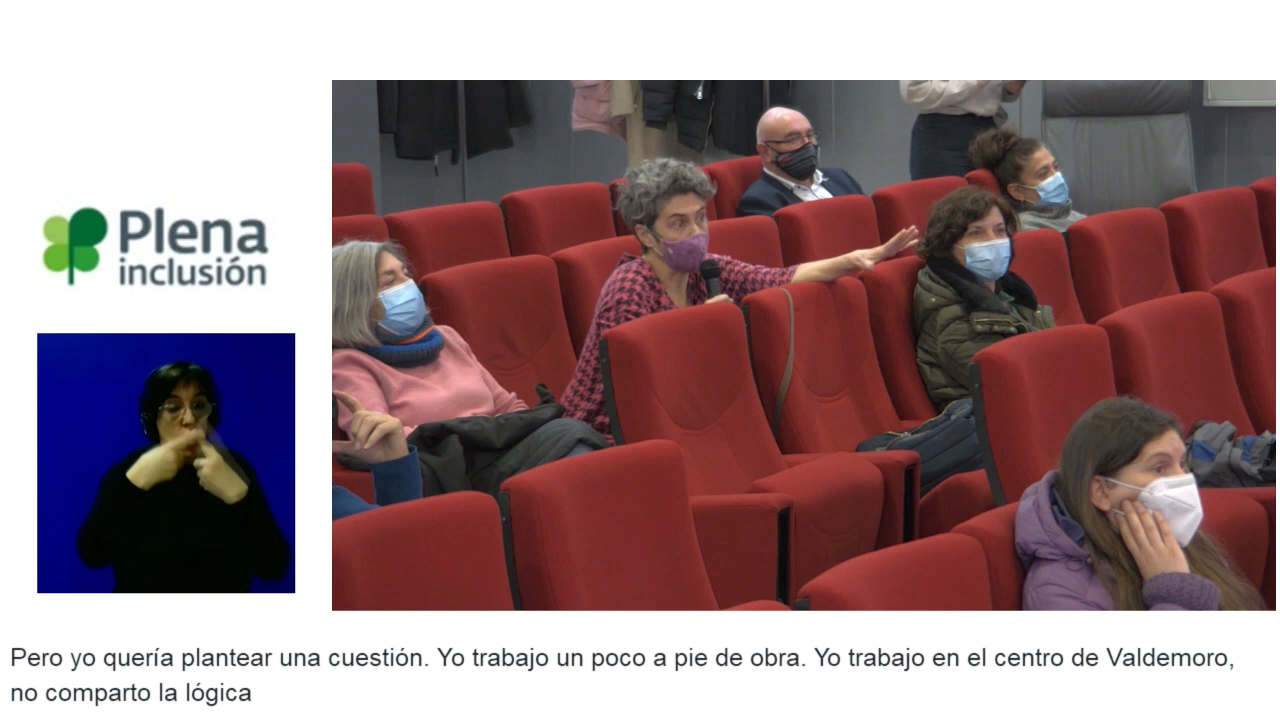 Plena
inclusión
Pero yo quería plantear una cuestión. Yo trabajo un poco a pie de obra. Yo trabajo en el centro de Valdemoro,
no comparto la lógica